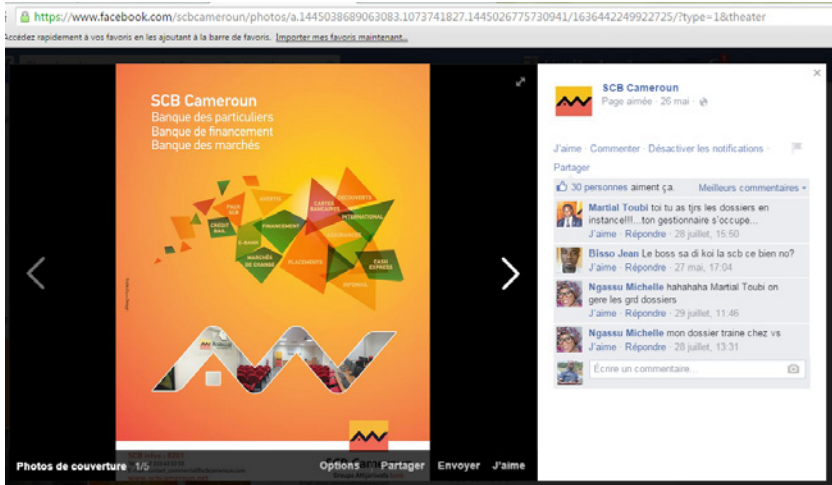 https://www.facebook.com/scbcameroun/photos/a.1445038689063083.1073741827.1445026775730941/1636442249922725/?type=1&theater
Accédez rapidement à vos favoris en les ajoutant à la barre de favoris. Importer mes favoris maintenant...
SCB Cameroun
Banque des particuliers
Banque de financement
Banque des marchés
PACK
SCB
CRÉDIT
BAIL
E-BANK
FINANCEMENT
MARCHÉS
DE CHANGE
PLACEMENTS
CARTES
BANCAIRES
DÉCOUVERTS
INTERNATIONAL
ASSURANCES
CASH
EXPRESS
SCB Cameroun
Photos de couverture 1/5
Options Partager Envoyer J'aime
SCB Cameroun
Page aimée · 26 mai ·
J'aime · Commenter · Désactiver les notifications ·
Partager
30 personnes aiment ça.
Meilleurs commentaires
Martial Toubi toi tu as tjrs les dossiers en
instance!!!...ton gestionnaire s'occupe...
J'aime · Répondre · 28 juillet, 15:50
Bisso Jean Le boss sa di koi la scb ce bien no?
J'aime · Répondre · 27 mai, 17:04
Ngassu Michelle hahahaha Martial Toubi on
gere les grd dossiers
J'aime · Répondre · 29 juillet, 11:46
Ngassu Michelle mon dossier traine chez vs
J'aime · Répondre · 28 juillet, 13:31
Écrire un commentaire...